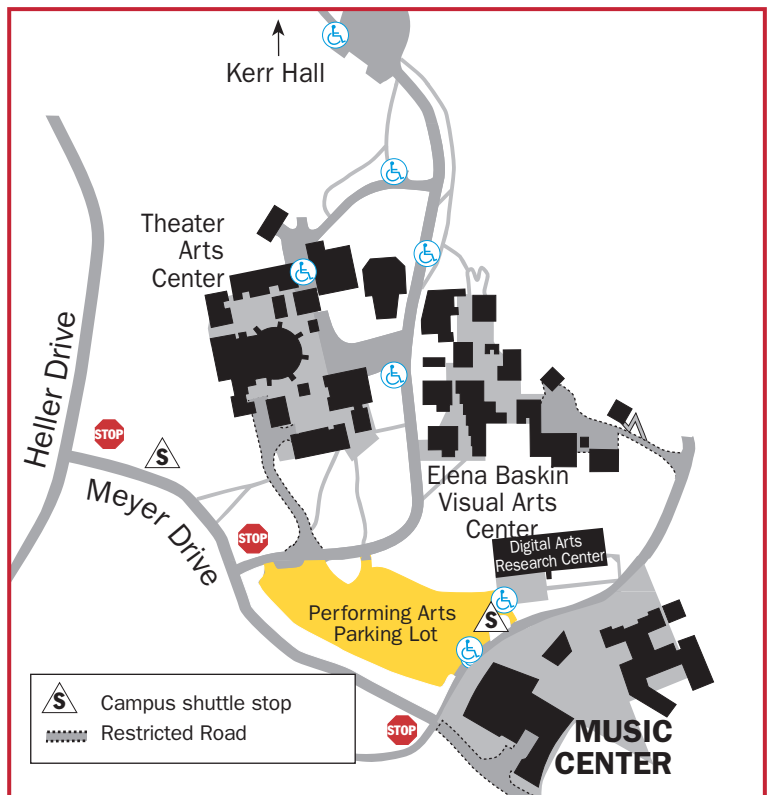 Kerr Hall
Theater
Arts
Center
Heller Drive
STOP
S
Meyer Drive
STOP
Elena Baskin
Visual Arts
Center
Digital Arts
Research Center
Performing Arts
Parking Lot
S
STOP
MUSIC
CENTER
S Campus shuttle stop
Restricted Road